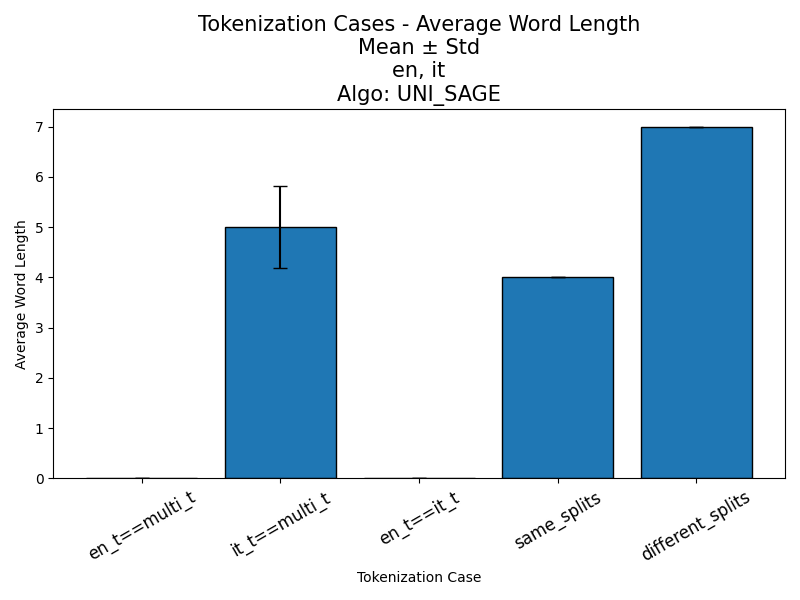 Tokenization Cases - Average Word Length
Mean ± Std
en, it
Algo: UNI_SAGE
Average Word Length
7
6
5
4
3
2
1
0
en_t==multi_t
it_t==multi_t
en_t==it_t
same_splits
different_splits
Tokenization Case